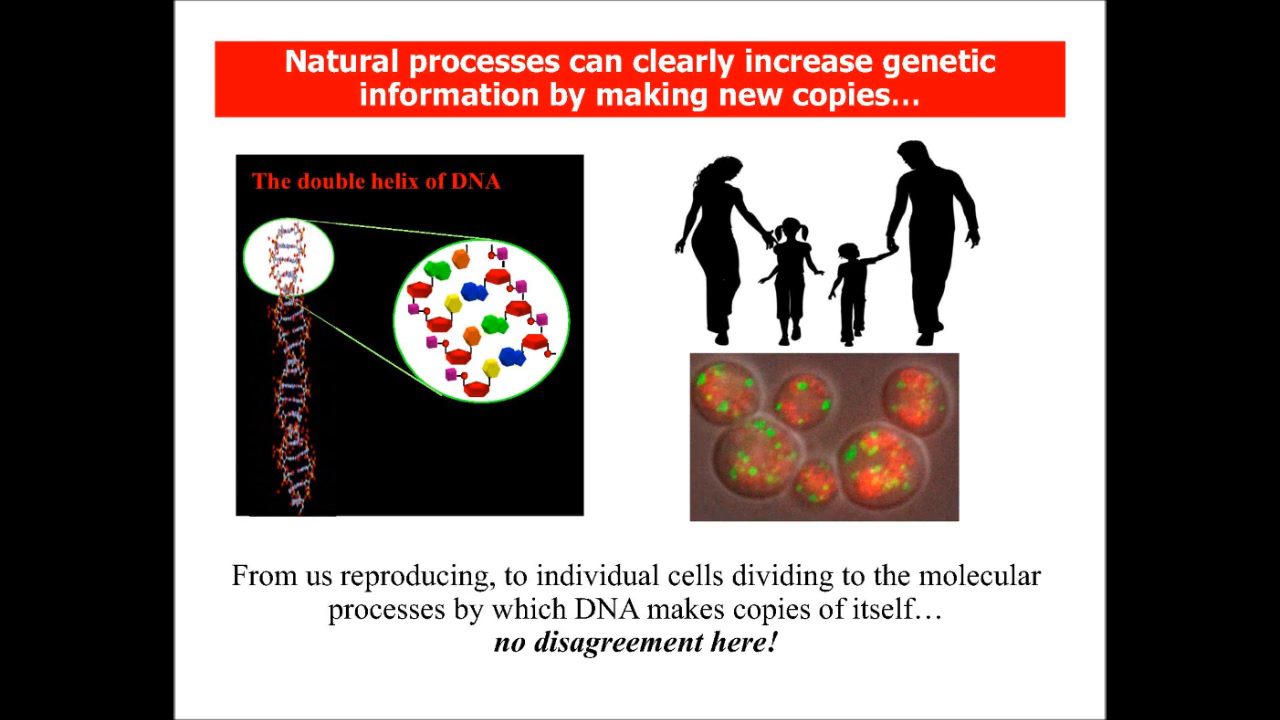 Natural processes can clearly increase genetic
information by making new copies…
The double helix of DNA
From us reproducing, to individual cells dividing to the molecular
processes by which DNA makes copies of itself…
no disagreement here!